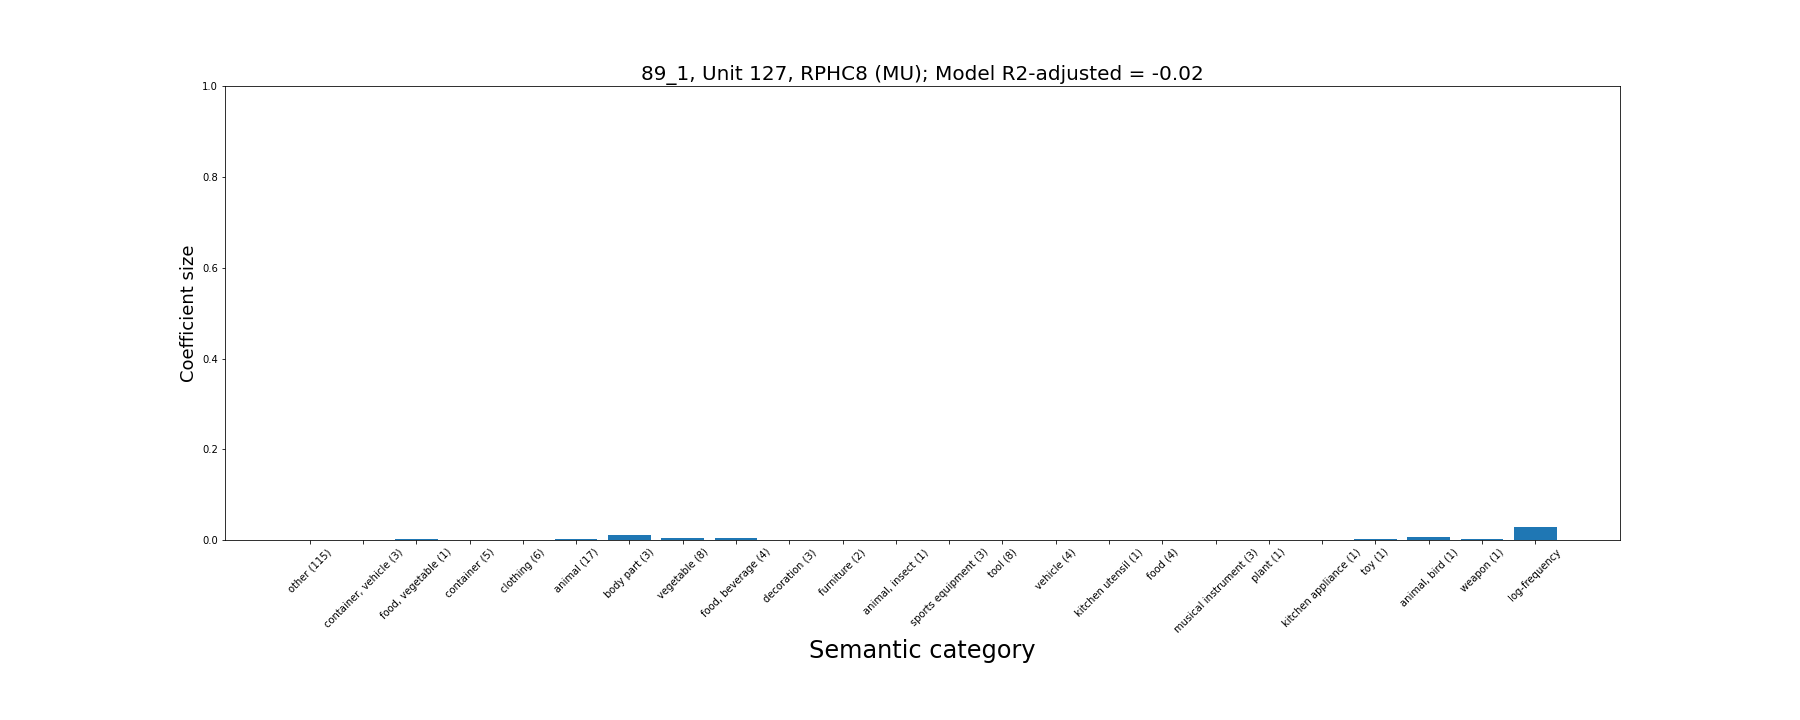 89_1, Unit 127, RPHC8 (MU); Model R2-adjusted = -0.02
Coefficient size
1.0
0.8
0.6
0.4
0.2
0.0
other (115)
container, vehicle (3)
food, vegetable (1)
container (5)
clothing (6)
animal (17)
body part (3)
vegetable (8)
food, beverage (4)
decoration (3)
furniture (2)
animal, insect (1)
sports equipment (3)
tool (8)
vehicle (4)
kitchen utensil (1)
food (4)
musical instrument (3)
plant (1)
kitchen appliance (1)
toy (1)
animal, bird (1)
weapon (1)
log-frequency
Semantic category